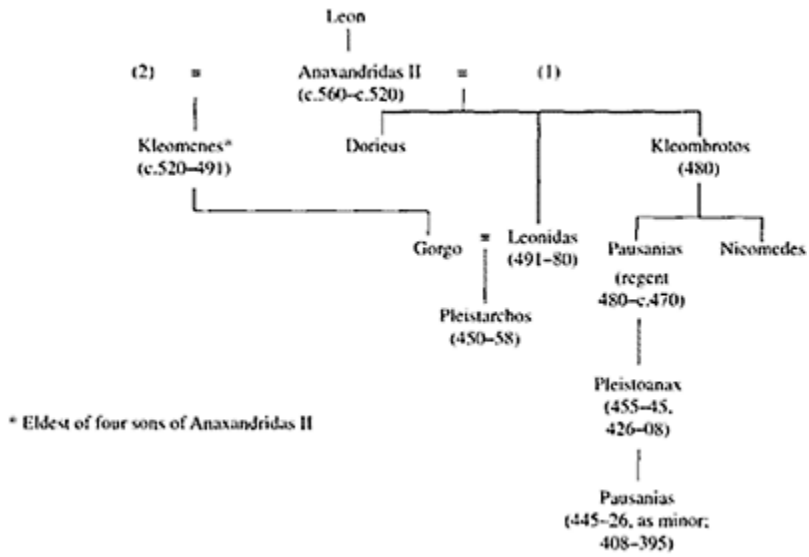 Leon
(2) = Anaxandridas II = (1)
(c.560–c.520)
Kleomenes* Dorieus Kleombrotos
(c.520–491) (480)
Gorgo = Leonidas Pausanias Nicomedes
(491–80) (regent
480–c.470)
Pleistarchos
(450–58)
Pleistoanax
(455–45,
426–08)
* Eldest of four sons of Anaxandridas II
Pausanias
(445–26, as minor;
408–395)